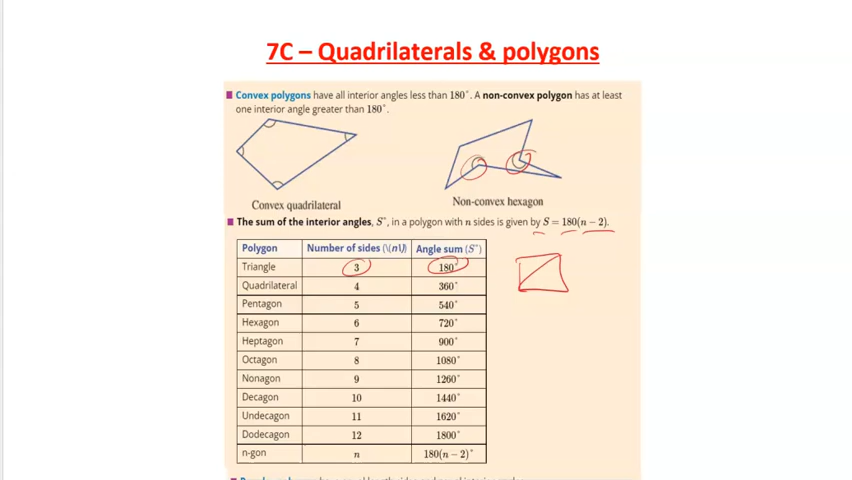 7C – Quadrilaterals & polygons
Convex polygons have all interior angles less than 180°. A non-convex polygon has at least
one interior angle greater than 180°.
Convex quadrilateral
Non-convex hexagon
The sum of the interior angles, S°, in a polygon with n sides is given by S = 180(n − 2).
Polygon Number of sides (\(n\)) Angle sum (S°)
Triangle 3 180°
Quadrilateral 4 360°
Pentagon 5 540°
Hexagon 6 720°
Heptagon 7 900°
Octagon 8 1080°
Nonagon 9 1260°
Decagon 10 1440°
Undecagon 11 1620°
Dodecagon 12 1800°
n-gon n 180(n − 2)°